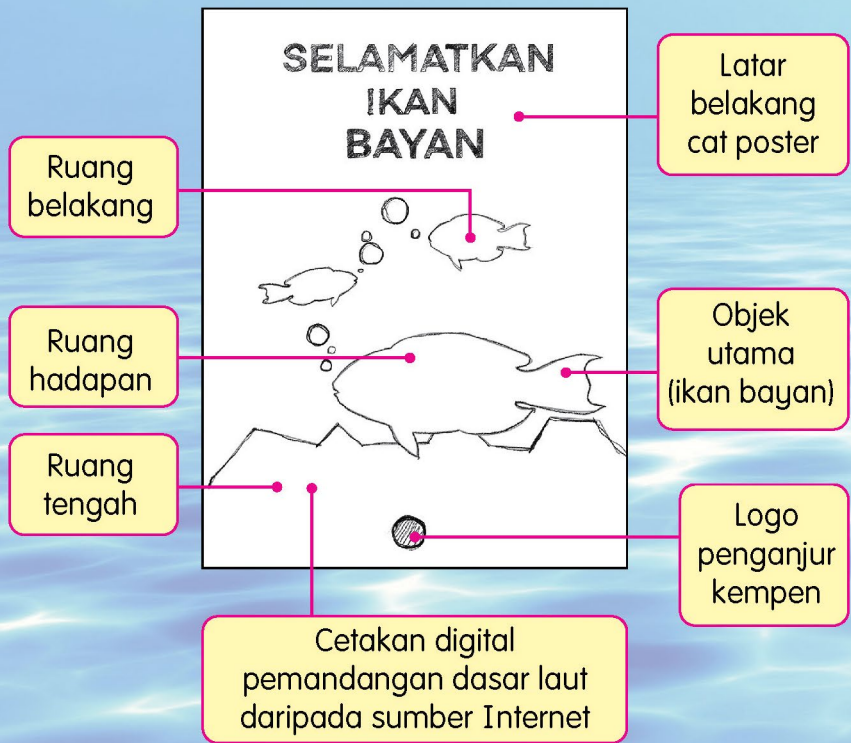 SELAMATKAN
IKAN
BAYAN
Latar
belakang
cat poster
Ruang
belakang
Ruang
hadapan
Objek
utama
(ikan bayan)
Ruang
tengah
Logo
penganjur
kempen
Cetakan digital
pemandangan dasar laut
daripada sumber Internet